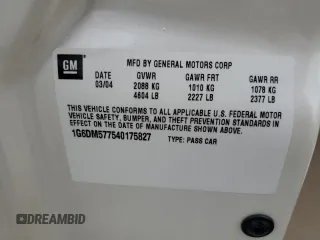 GM
MFD BY GENERAL MOTORS CORP
DATE GVWR GAWR FRT GAWR RR
03/04 2088 KG 1010 KG 1078 KG
4604 LB 2227 LB 2377 LB
THIS VEHICLE CONFORMS TO ALL APPLICABLE U.S. FEDERAL MOTOR
VEHICLE SAFETY, BUMPER, AND THEFT PREVENTION STANDARDS IN
EFFECT ON THE DATE OF MANUFACTURE SHOWN ABOVE.
1G6DM577540175827 TYPE: PASS CAR
DREAMBID